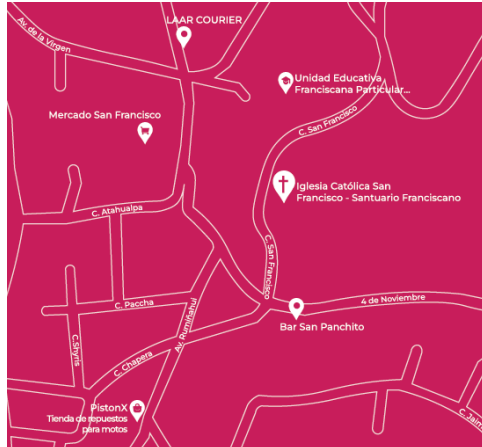 LAAR COURIER
Av. de la Virgen
Unidad Educativa
Franciscana Particular...
Mercado San Francisco
C. San Francisco
Iglesia Católica San
Francisco - Santuario Franciscano
C. Atahualpa
C. San Francisco
4 de Noviembre
C. Paccha
Av. Rumiñahui
Bar San Panchito
C.Shyris
C. Chapera
PistonX
Tienda de repuestos
para motos
C. Jaim